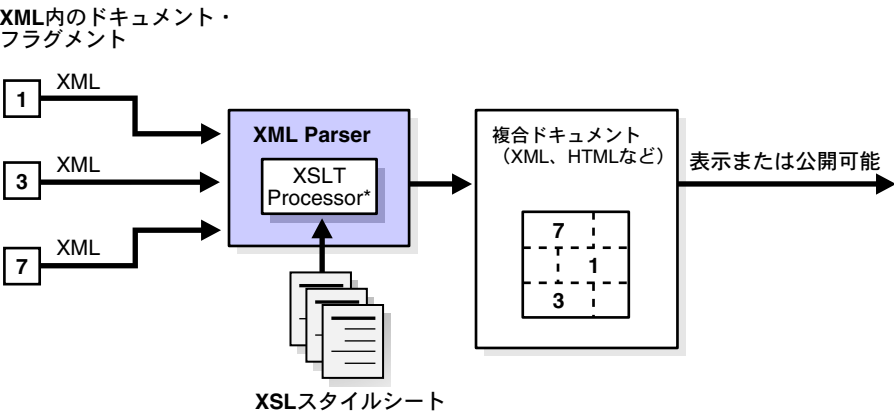 XML内のドキュメント・
フラグメント
1
XML
3
XML
7
XML
XML Parser
XSLT
Processor*
XSLスタイルシート
複合ドキュメント
（XML、HTMLなど）
7
1
3
表示または公開可能